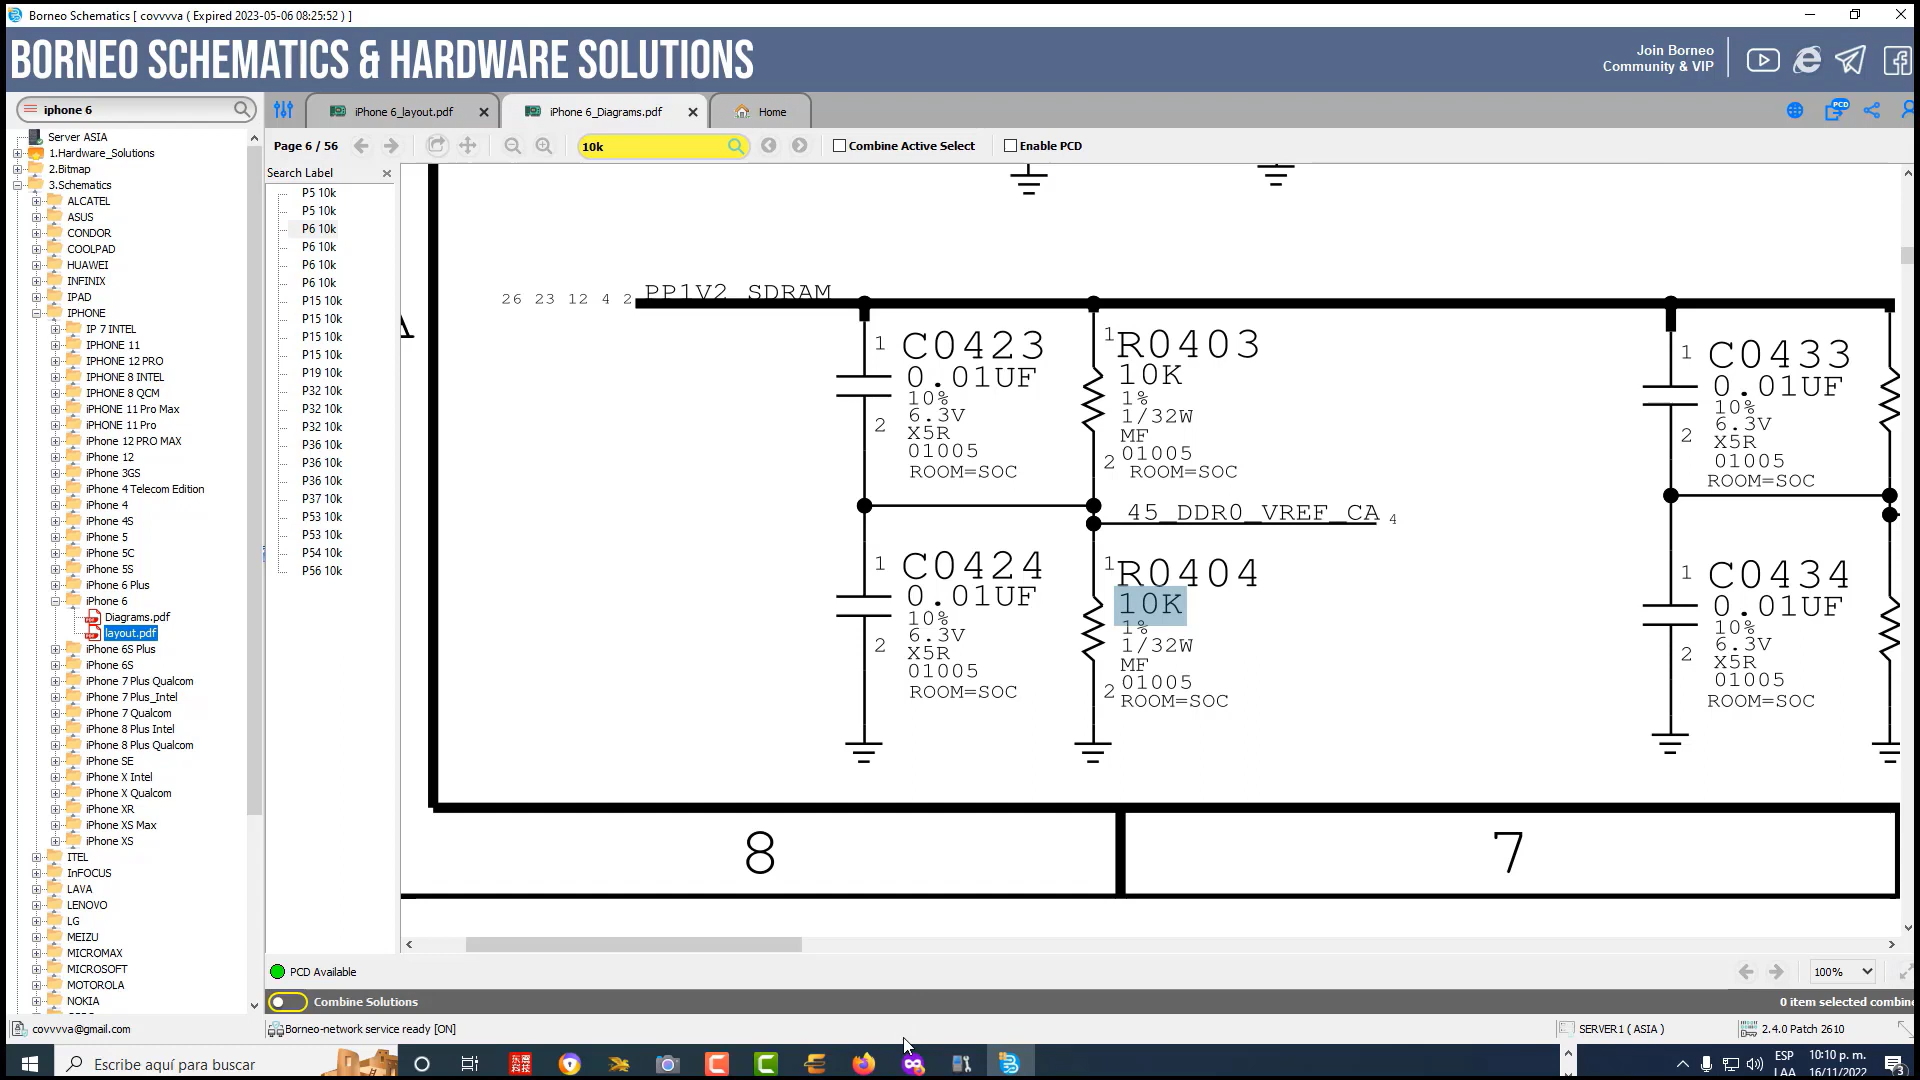 Borneo Schematics [ covvvva ( Expired 2023-05-06 08:25:52 ) ]
BORNEO SCHEMATICS & HARDWARE SOLUTIONS
Join Borneo
Community & VIP
iphone 6
iPhone 6_layout.pdf
iPhone 6_Diagrams.pdf
Home
PCD
Page 6 / 56
10k
Combine Active Select
Enable PCD
Server ASIA
1.Hardware_Solutions
2.Bitmap
3.Schematics
ALCATEL
ASUS
CONDOR
COOLPAD
HUAWEI
INFINIX
IPAD
IPHONE
IP 7 INTEL
IPHONE 11
IPHONE 12 PRO
IPHONE 8 INTEL
IPHONE 8 QCM
iPHONE 11 Pro Max
iPHONE 11 Pro
iPhone 12 PRO MAX
iPhone 12
iPhone 3GS
iPhone 4 Telecom Edition
iPhone 4
iPhone 4S
iPhone 5
iPhone 5C
iPhone 5S
iPhone 6 Plus
iPhone 6
Diagrams.pdf
layout.pdf
iPhone 6S Plus
iPhone 6S
iPhone 7 Plus Qualcom
iPhone 7 Plus_Intel
iPhone 7 Qualcom
iPhone 8 Plus Intel
iPhone 8 Plus Qualcom
iPhone SE
iPhone X Intel
iPhone X Qualcom
iPhone XR
iPhone XS Max
iPhone XS
ITEL
InFOCUS
LAVA
LENOVO
LG
MEIZU
MICROMAX
MICROSOFT
MOTOROLA
NOKIA
Search Label
P5 10k
P5 10k
P6 10k
P6 10k
P6 10k
P6 10k
P15 10k
P15 10k
P15 10k
P15 10k
P19 10k
P32 10k
P32 10k
P32 10k
P36 10k
P36 10k
P36 10k
P37 10k
P53 10k
P53 10k
P54 10k
P56 10k
26 23 12 4 2 PP1V2_SDRAM
A
1 C0423
0.01UF
10%
6.3V
2 X5R
01005
ROOM=SOC
1 R0403
10K
1%
1/32W
MF
2 01005
ROOM=SOC
1 C0433
0.01UF
10%
6.3V
2 X5R
01005
ROOM=SOC
45_DDR0_VREF_CA 4
1 C0424
0.01UF
10%
6.3V
2 X5R
01005
ROOM=SOC
1 R0404
10K
1%
1/32W
MF
01005
2 ROOM=SOC
1 C0434
0.01UF
10%
6.3V
2 X5R
01005
ROOM=SOC
8
7
PCD Available
100%
Combine Solutions
0 item selected combin
covvvva@gmail.com
Borneo-network service ready [ON]
SERVER1 ( ASIA )
2.4.0 Patch 2610
Escribe aquí para buscar
ESP
LAA
10:10 p. m.
16/11/2022
3